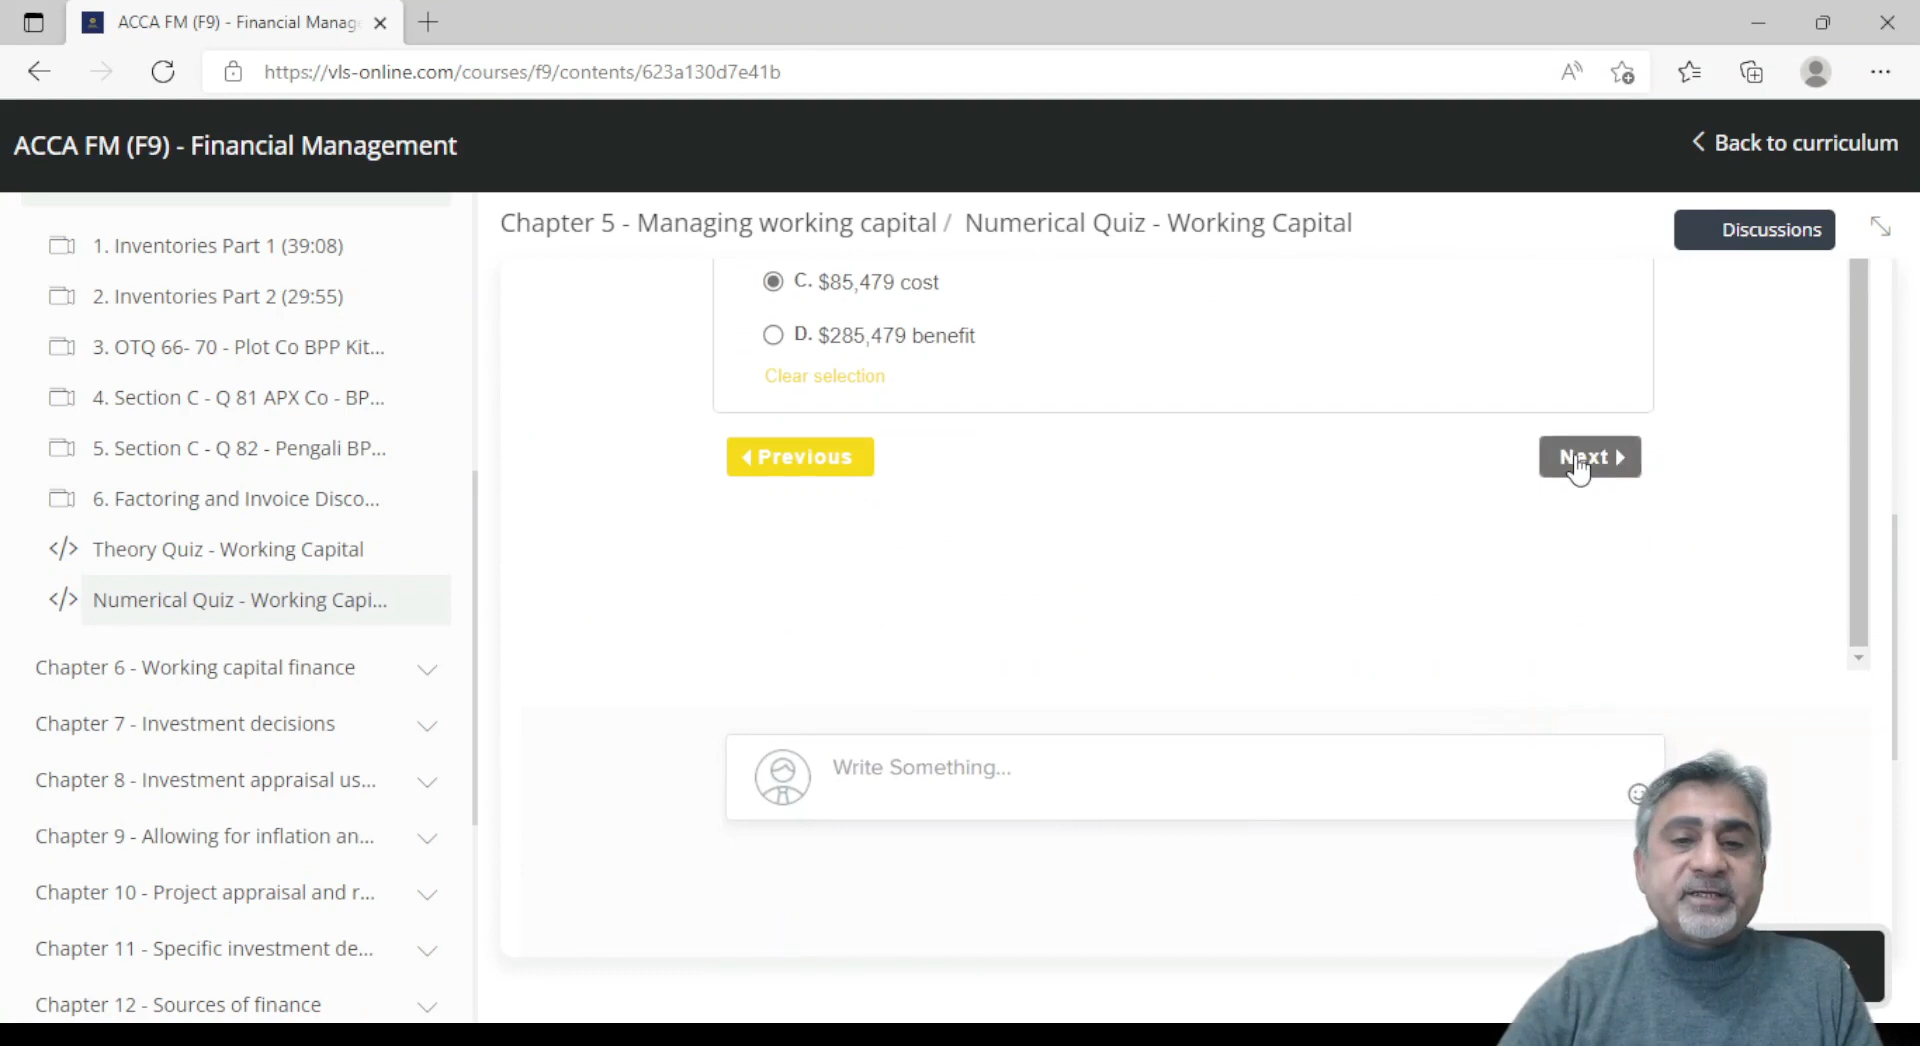 ACCA FM (F9) - Financial Manag
https://vls-online.com/courses/f9/contents/623a130d7e41b
ACCA FM (F9) - Financial Management
Back to curriculum
1. Inventories Part 1 (39:08)
2. Inventories Part 2 (29:55)
3. OTQ 66- 70 - Plot Co BPP Kit...
4. Section C - Q 81 APX Co - BP...
5. Section C - Q 82 - Pengali BP...
6. Factoring and Invoice Disco...
</> Theory Quiz - Working Capital
</> Numerical Quiz - Working Capi...
Chapter 6 - Working capital finance
Chapter 7 - Investment decisions
Chapter 8 - Investment appraisal us...
Chapter 9 - Allowing for inflation an...
Chapter 10 - Project appraisal and r...
Chapter 11 - Specific investment de...
Chapter 12 - Sources of finance
Chapter 5 - Managing working capital / Numerical Quiz - Working Capital
Discussions
C. $85,479 cost
D. $285,479 benefit
Clear selection
Previous
Next
Write Something...